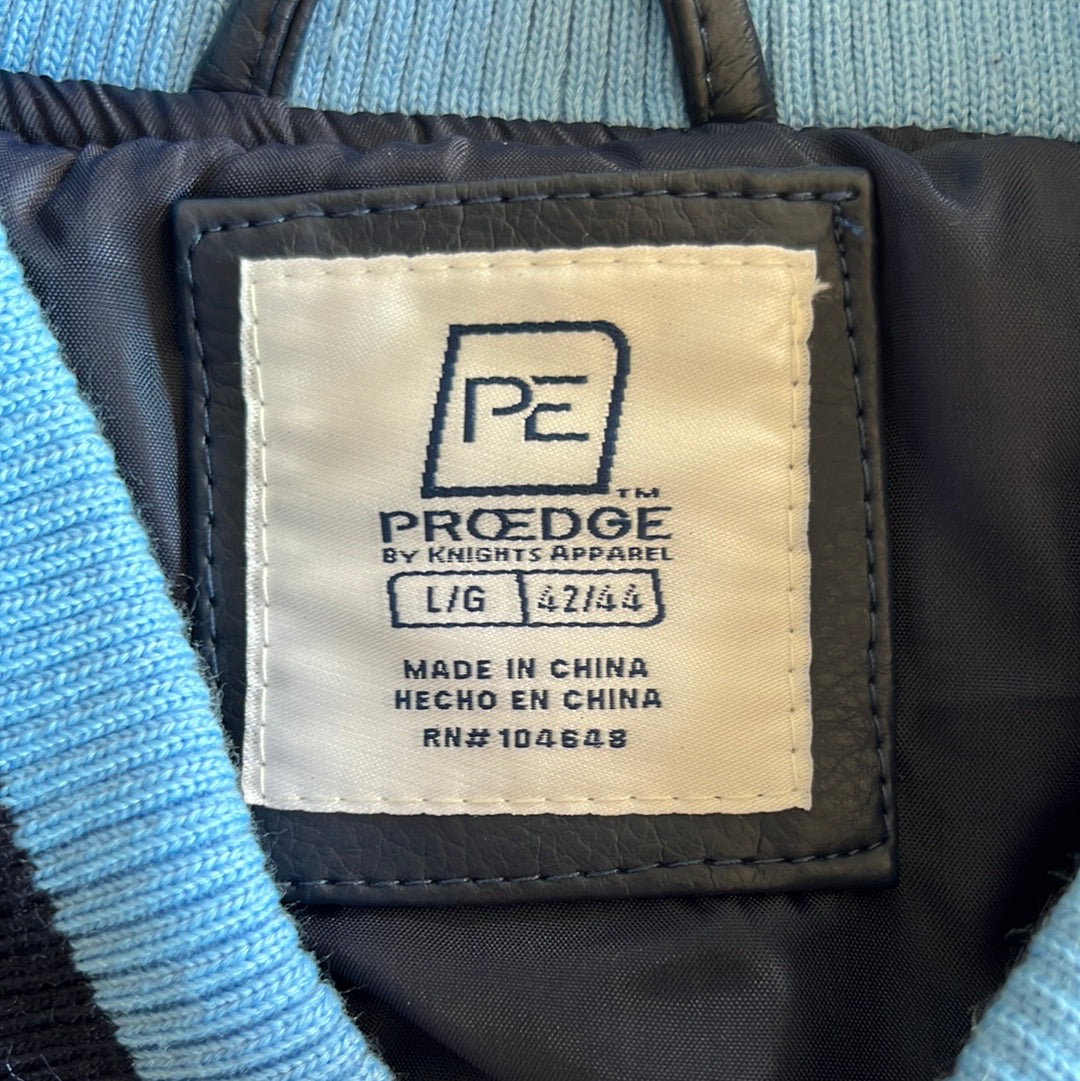 PE
TM
PROEDGE
BY KNIGHTS APPAREL
L/G 42/44
MADE IN CHINA
HECHO EN CHINA
RN#104648